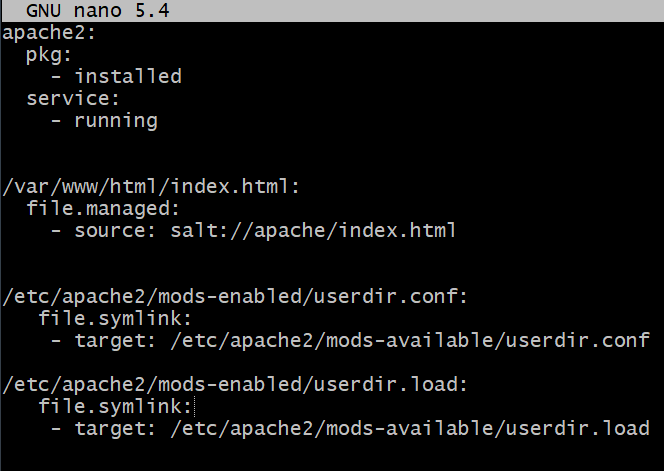 GNU nano 5.4
apache2:
  pkg:
    - installed
  service:
    - running
/var/www/html/index.html:
  file.managed:
    - source: salt://apache/index.html
/etc/apache2/mods-enabled/userdir.conf:
   file.symlink:
    - target: /etc/apache2/mods-available/userdir.conf
/etc/apache2/mods-enabled/userdir.load:
   file.symlink:
    - target: /etc/apache2/mods-available/userdir.load